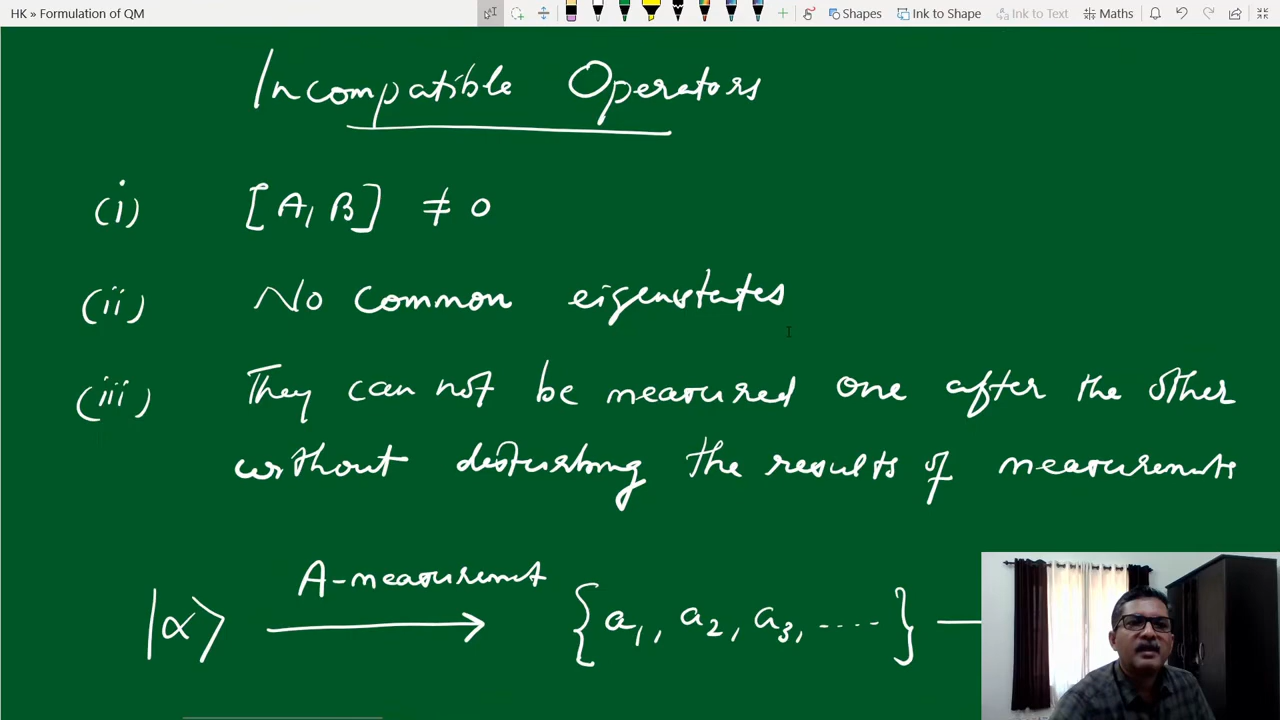 HK » Formulation of QM
Shapes Ink to Shape Ink to Text Maths
Incompatible Operators
(i) [A, B] ≠ 0
(ii) No common eigenstates
(iii) They can not be measured one after the other
without disturbing the results of measurements
A-measurement
|α⟩ ⟶ {a₁, a₂, a₃, ....} —